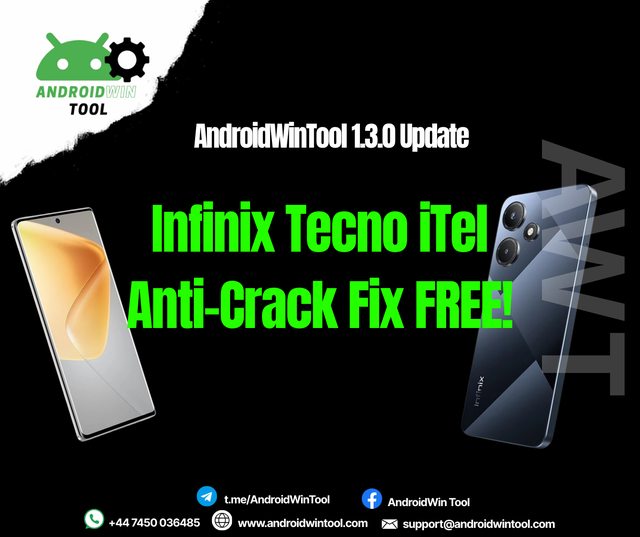 ANDROIDWIN
TOOL
AndroidWinTool 1.3.0 Update
Infinix Tecno iTel
Anti-Crack Fix FREE!
AWT
Infinix
t.me/AndroidWinTool
AndroidWin Tool
+44 7450 036485
www.androidwintool.com
support@androidwintool.com